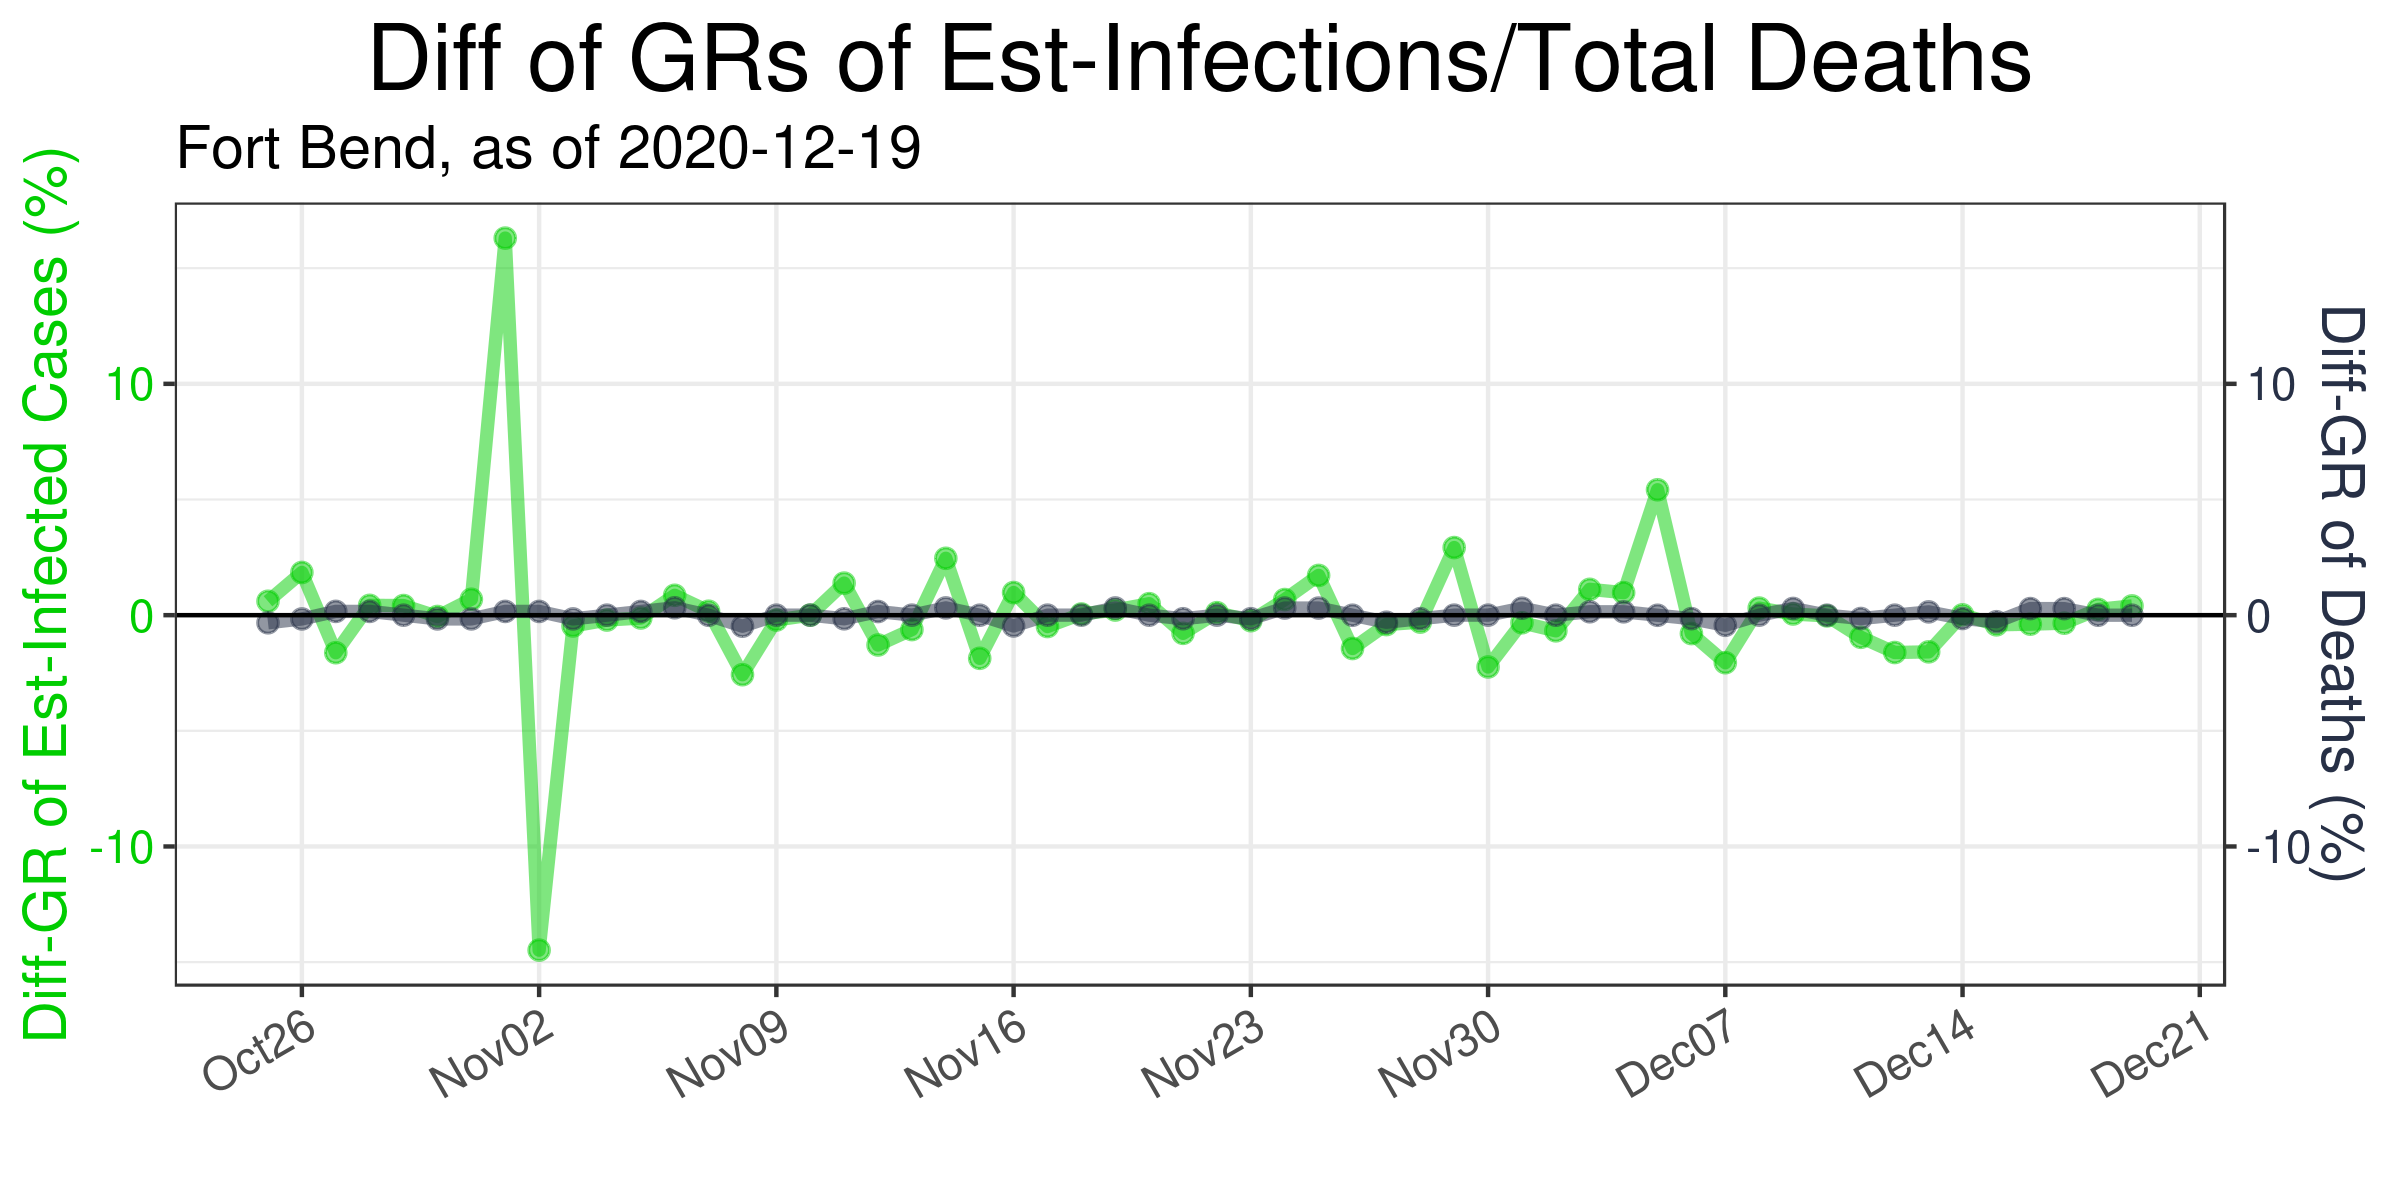 Diff of GRs of Est-Infections/Total Deaths
Fort Bend, as of 2020-12-19
Diff-GR of Est-Infected Cases (%)
10
0
-10
10
0
-10
Diff-GR of Deaths (%)
Oct26
Nov02
Nov09
Nov16
Nov23
Nov30
Dec07
Dec14
Dec21